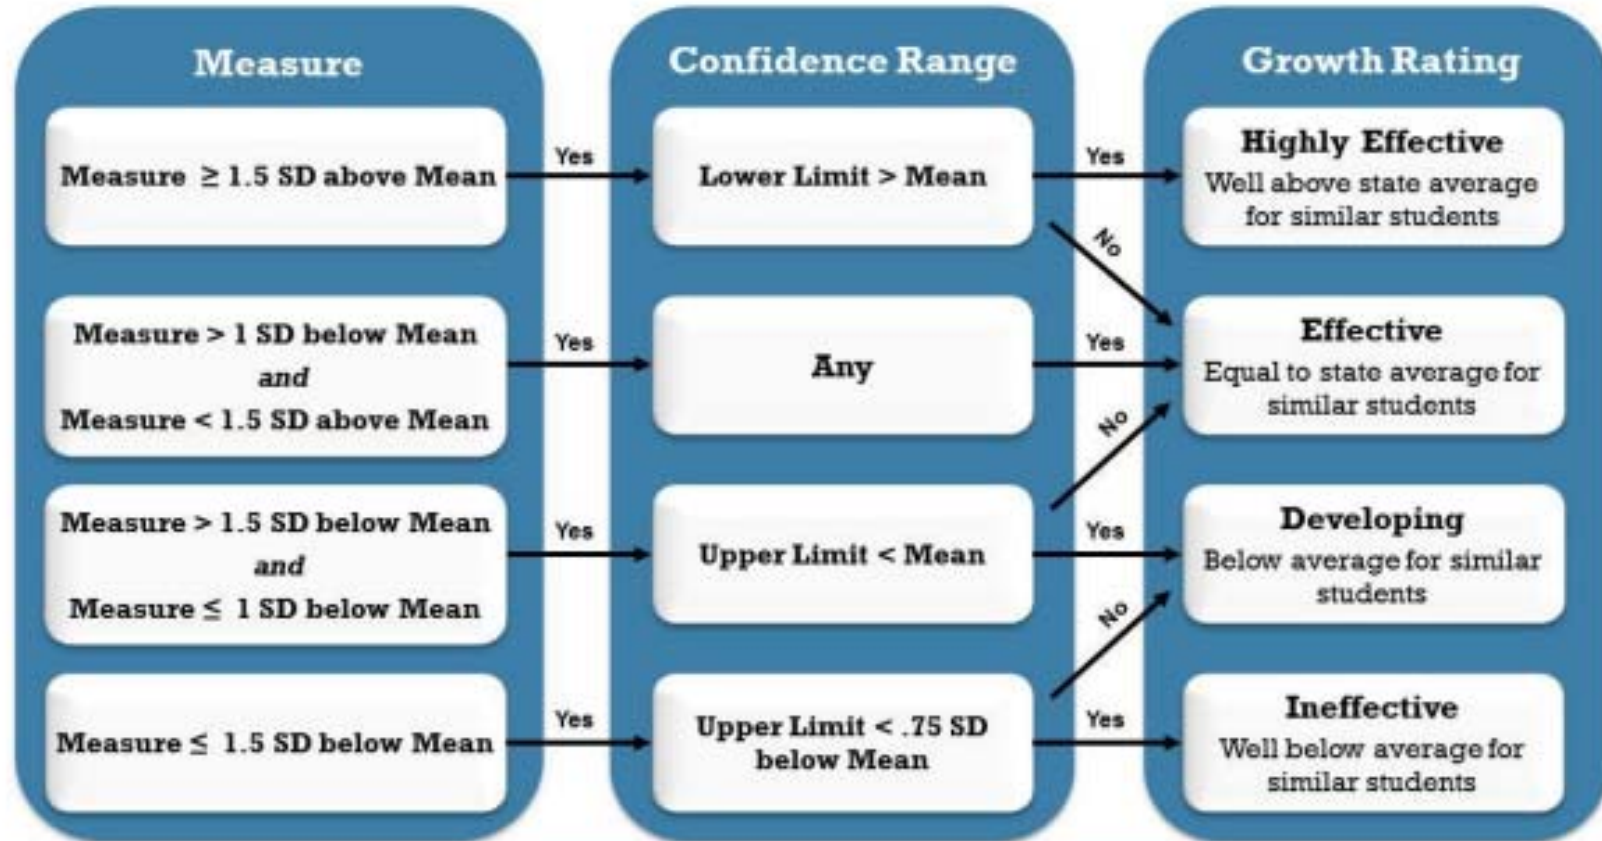 Measure
Confidence Range
Growth Rating
Measure ≥ 1.5 SD above Mean
Yes
Lower Limit > Mean
Yes
Highly Effective
Well above state average
for similar students
No
Measure > 1 SD below Mean
and
Measure < 1.5 SD above Mean
Yes
Any
Yes
Effective
Equal to state average for
similar students
No
Measure > 1.5 SD below Mean
and
Measure ≤ 1 SD below Mean
Yes
Upper Limit < Mean
Yes
Developing
Below average for similar
students
No
Measure ≤ 1.5 SD below Mean
Yes
Upper Limit < .75 SD
below Mean
Yes
Ineffective
Well below average for
similar students